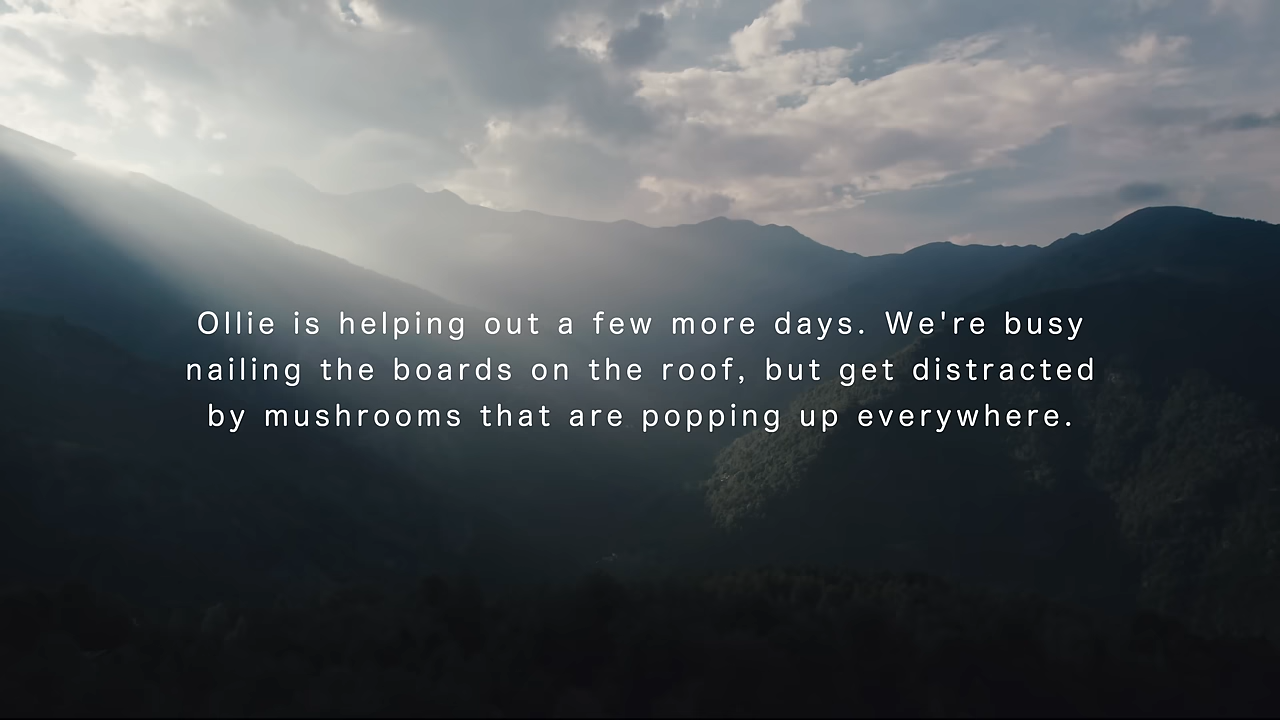 Ollie is helping out a few more days. We're busy
nailing the boards on the roof, but get distracted
by mushrooms that are popping up everywhere.